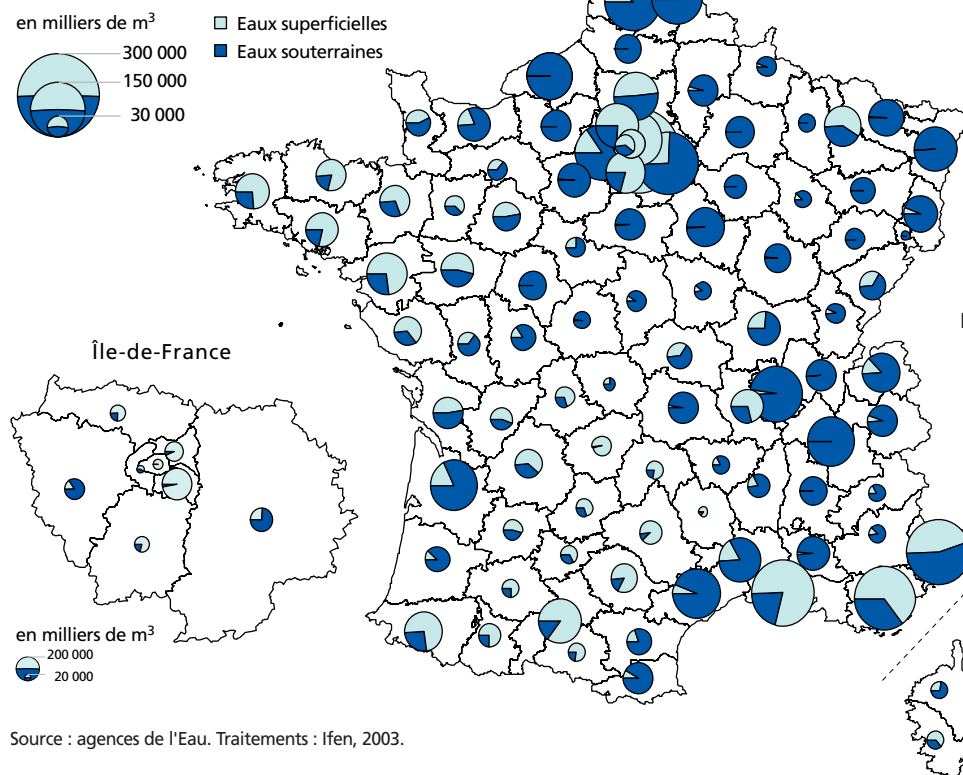 en milliers de m³
Eaux superficielles
Eaux souterraines
300 000
150 000
30 000
Île-de-France
en milliers de m³
200 000
20 000
Source : agences de l'Eau. Traitements : Ifen, 2003.